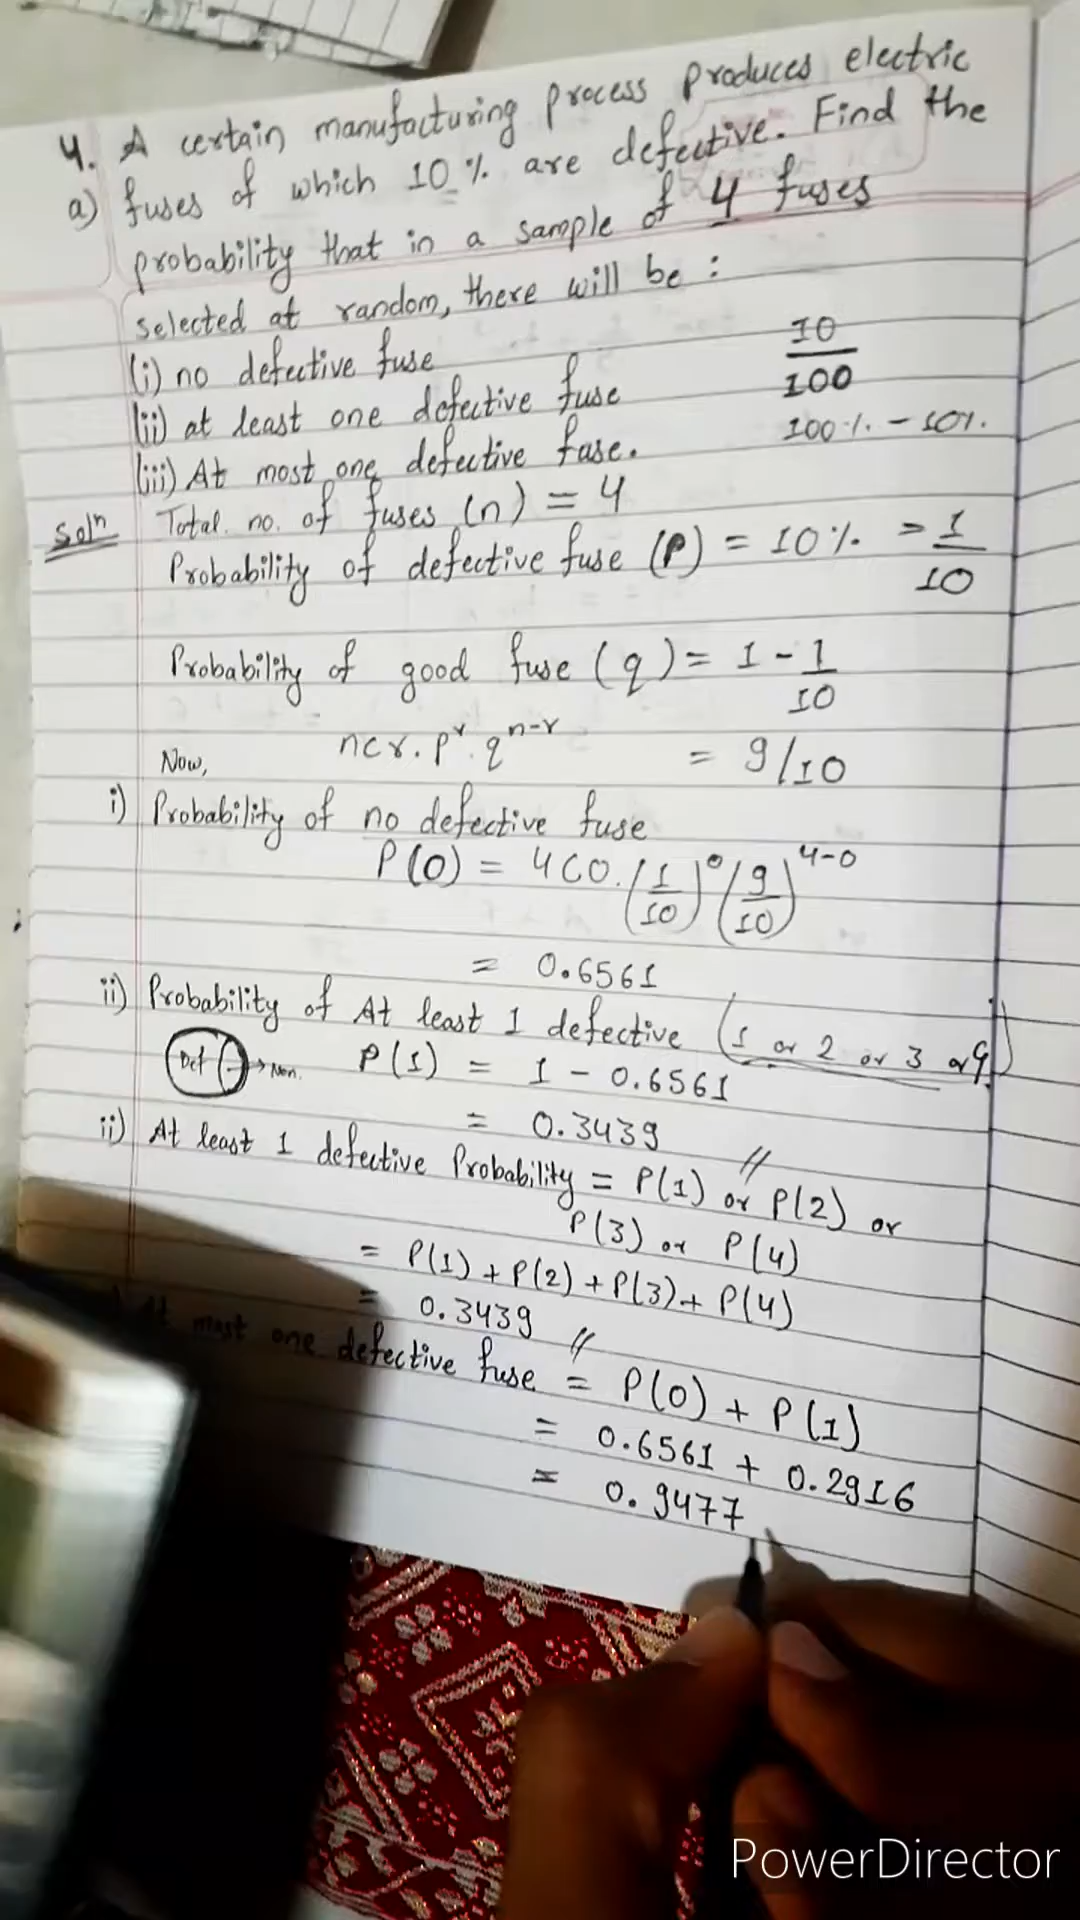 4. A certain manufacturing process produces electric
a) fuses of which 10 % are defective. Find the
probability that in a sample of 4 fuses
selected at random, there will be :
(i) no defective fuse
10
100
(ii) at least one defective fuse
100 % - 10%.
(iii) At most one defective fuse.
Soln Total no. of fuses (n) = 4
Probability of defective fuse (P) = 10 % = 1/10
Probability of good fuse (q) = 1 - 1/10
Now, ncr. p^r. q^n-r = 9/10
i) Probability of no defective fuse
P(0) = 4C0. (1/10)^0 (9/10)^4-0
= 0.6561
ii) Probability of At least 1 defective (1 or 2 or 3 or 4)
Def → Non. P(1) = 1 - 0.6561
= 0.3439 //
ii) At least 1 defective Probability = P(1) or P(2) or
P(3) or P(4)
= P(1) + P(2) + P(3) + P(4)
= 0.3439 //
At most one defective fuse = P(0) + P(1)
= 0.6561 + 0.2916
= 0.9477
PowerDirector